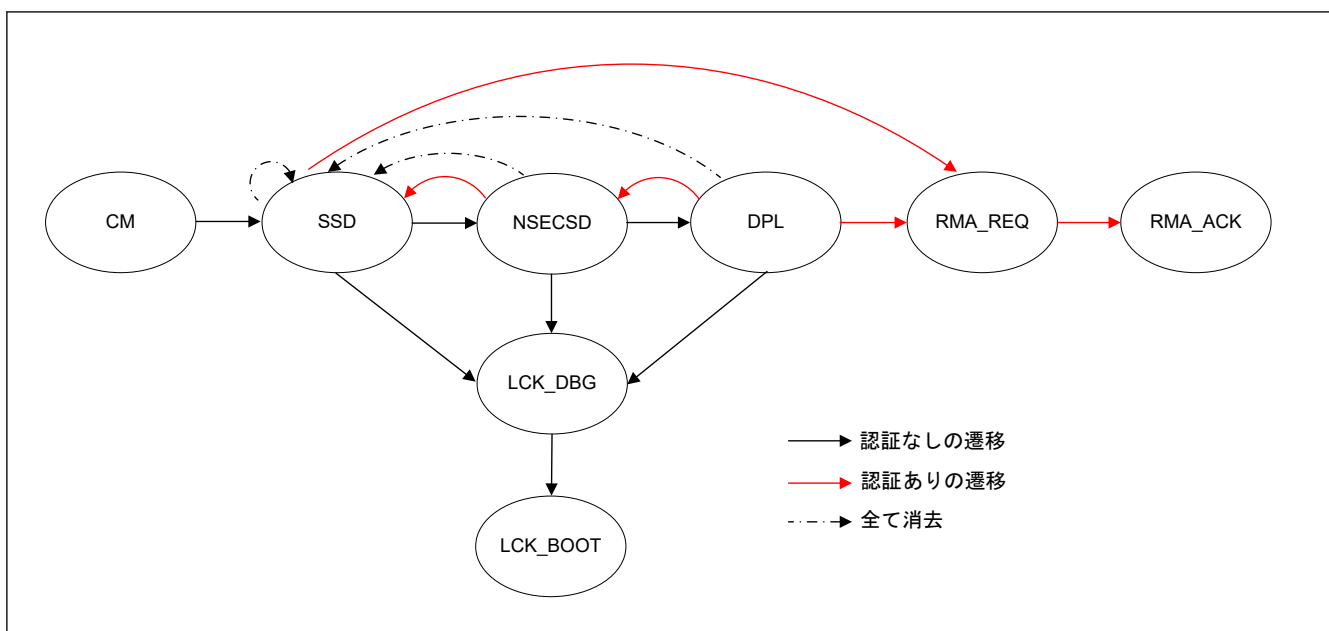 CM
SSD
NSECSD
DPL
RMA_REQ
RMA_ACK
LCK_DBG
LCK_BOOT
認証なしの遷移
認証ありの遷移
全て消去